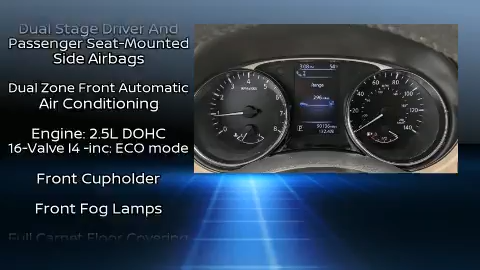 Dual Stage Driver And
Passenger Seat-Mounted
Side Airbags
Dual Zone Front Automatic
Air Conditioning
Engine: 2.5L DOHC
16-Valve I4 -inc: ECO mode
Front Cupholder
Front Fog Lamps
Full Carpet Floor Covering
Range